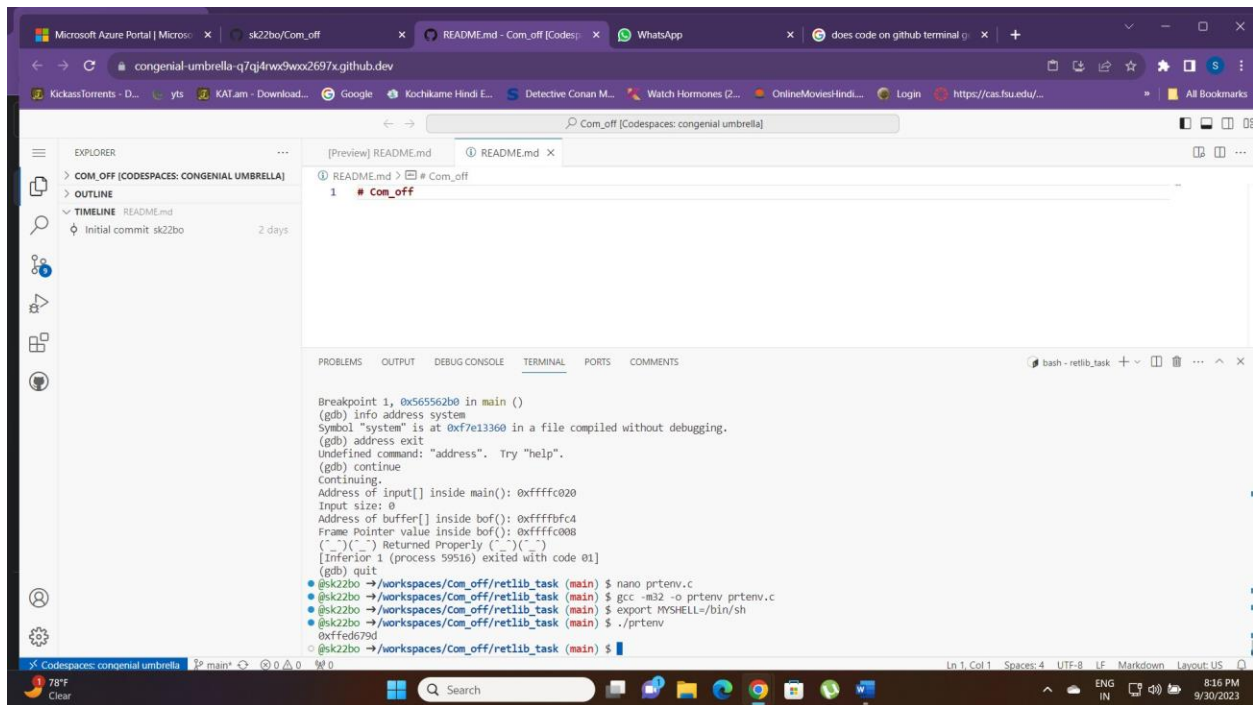 Microsoft Azure Portal | Microso
sk22bo/Com_off
README.md - Com_off [Codesp
WhatsApp
does code on github terminal g
congenial-umbrella-q7qj4rwx9wxx2697x.github.dev
S
KickassTorrents - D...
yts
KAT.am - Download...
Google
Kochikame Hindi E...
Detective Conan M...
Watch Hormones (2...
OnlineMoviesHindi....
Login
https://cas.fsu.edu/...
»
All Bookmarks
Com_off [Codespaces: congenial umbrella]
EXPLORER
[Preview] README.md
README.md
COM_OFF [CODESPACES: CONGENIAL UMBRELLA]
README.md > # Com_off
OUTLINE
1 # Com_off
TIMELINE README.md
Initial commit sk22bo 2 days
9
PROBLEMS OUTPUT DEBUG CONSOLE TERMINAL PORTS COMMENTS
bash - retlib_task
Breakpoint 1, 0x565562b0 in main ()
(gdb) info address system
Symbol "system" is at 0xf7e13360 in a file compiled without debugging.
(gdb) address exit
Undefined command: "address". Try "help".
(gdb) continue
Continuing.
Address of input[] inside main(): 0xffffc020
Input size: 0
Address of buffer[] inside bof(): 0xffffbfc4
Frame Pointer value inside bof(): 0xffffc008
(^_^)(^_^) Returned Properly (^_^)(^_^)
[Inferior 1 (process 59516) exited with code 01]
(gdb) quit
@sk22bo →/workspaces/Com_off/retlib_task (main) $ nano prtenv.c
@sk22bo →/workspaces/Com_off/retlib_task (main) $ gcc -m32 -o prtenv prtenv.c
@sk22bo →/workspaces/Com_off/retlib_task (main) $ export MYSHELL=/bin/sh
@sk22bo →/workspaces/Com_off/retlib_task (main) $ ./prtenv
0xffed679d
@sk22bo →/workspaces/Com_off/retlib_task (main) $
Codespaces: congenial umbrella
main*
0 0
0
Ln 1, Col 1
Spaces: 4
UTF-8
LF
Markdown
Layout: US
1
78°F
Clear
Search
ENG
IN
8:16 PM
9/30/2023